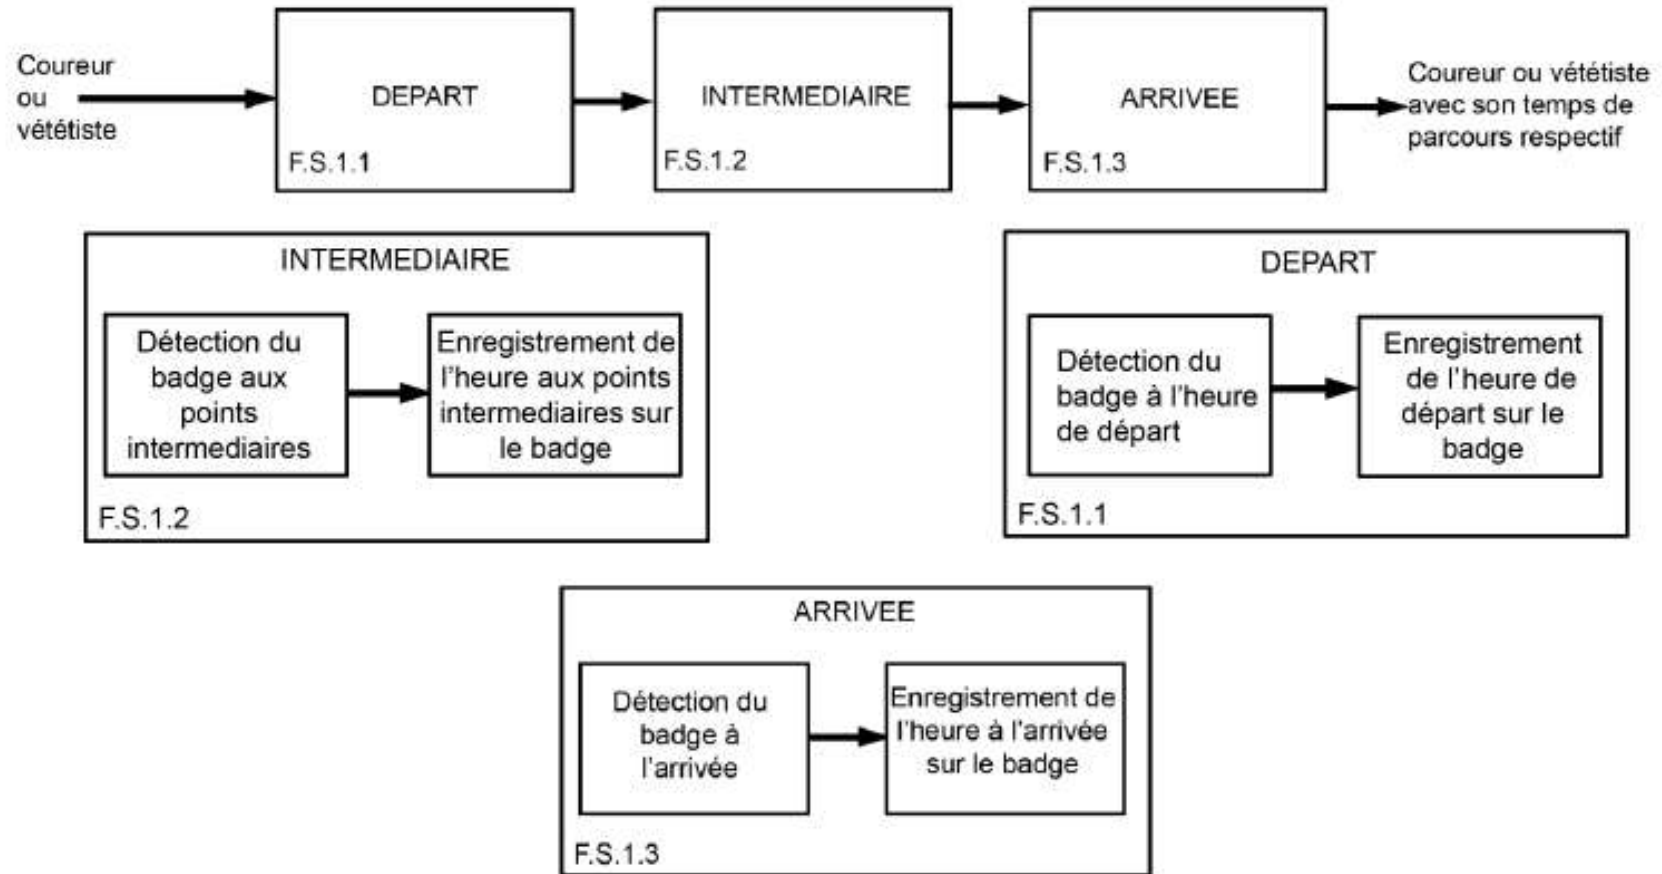 Coureur
ou
vététiste
DEPART
F.S.1.1
INTERMEDIAIRE
F.S.1.2
ARRIVEE
F.S.1.3
Coureur ou vététiste
avec son temps de
parcours respectif
INTERMEDIAIRE
Détection du
badge aux
points
intermediaires
Enregistrement de
l'heure aux points
intermediaires sur
le badge
F.S.1.2
DEPART
Détection du
badge à l'heure
de départ
Enregistrement
de l'heure de
départ sur le
badge
F.S.1.1
ARRIVEE
Détection du
badge à
l'arrivée
Enregistrement de
l'heure à l'arrivée
sur le badge
F.S.1.3